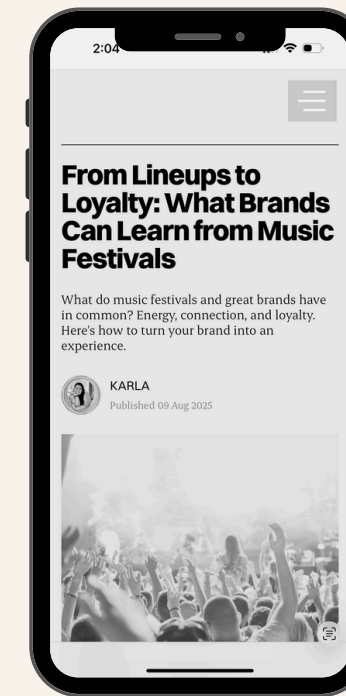 2:04
From Lineups to
Loyalty: What Brands
Can Learn from Music
Festivals
What do music festivals and great brands have
in common? Energy, connection, and loyalty.
Here's how to turn your brand into an
experience.
KARLA
Published 09 Aug 2025